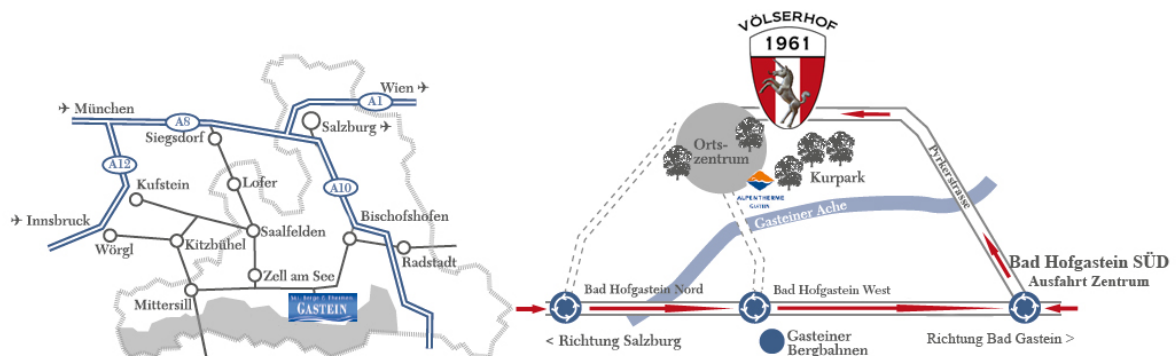 Wien
A1
München
A8
Salzburg
Siegsdorf
A12
Lofer
A10
Kufstein
Innsbruck
Bischofshofen
Saalfelden
Wörgl
Kitzbühel
Radstadt
Zell am See
Mittersill
GASTEIN
VÖLSERHOF
1961
Orts-
zentrum
Kurpark
ALPENTHERME
GASTEIN
Pyrkerstrasse
Gasteiner Ache
Bad Hofgastein SÜD
Ausfahrt Zentrum
Bad Hofgastein Nord
Bad Hofgastein West
< Richtung Salzburg
Gasteiner
Bergbahnen
Richtung Bad Gastein >